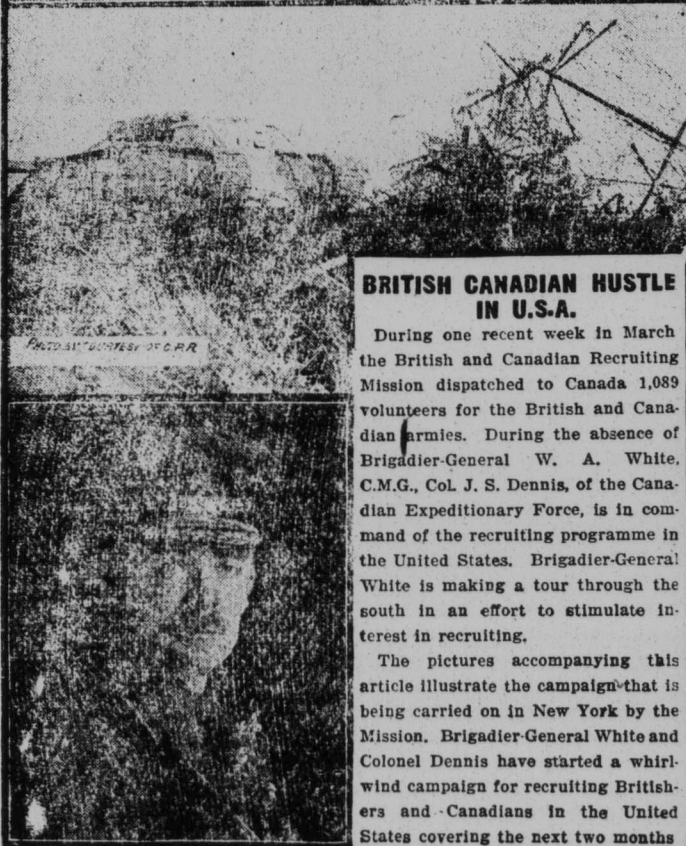 PHOTO BY COURTESY OF C.P.R.
BRITISH CANADIAN HUSTLE
IN U.S.A.
During one recent week in March
the British and Canadian Recruiting
Mission dispatched to Canada 1,089
volunteers for the British and Cana-
dian armies. During the absence of
Brigadier-General W. A. White,
C.M.G., Col. J. S. Dennis, of the Cana-
dian Expeditionary Force, is in com-
mand of the recruiting programme in
the United States. Brigadier-General
White is making a tour through the
south in an effort to stimulate in-
terest in recruiting.
The pictures accompanying this
article illustrate the campaign that is
being carried on in New York by the
Mission. Brigadier-General White and
Colonel Dennis have started a whirl-
wind campaign for recruiting British-
ers and Canadians in the United
States covering the next two months